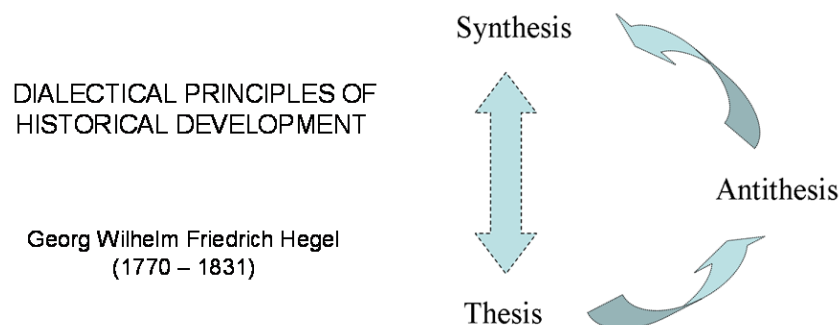 DIALECTICAL PRINCIPLES OF
HISTORICAL DEVELOPMENT
Georg Wilhelm Friedrich Hegel
(1770 – 1831)
Synthesis
Antithesis
Thesis